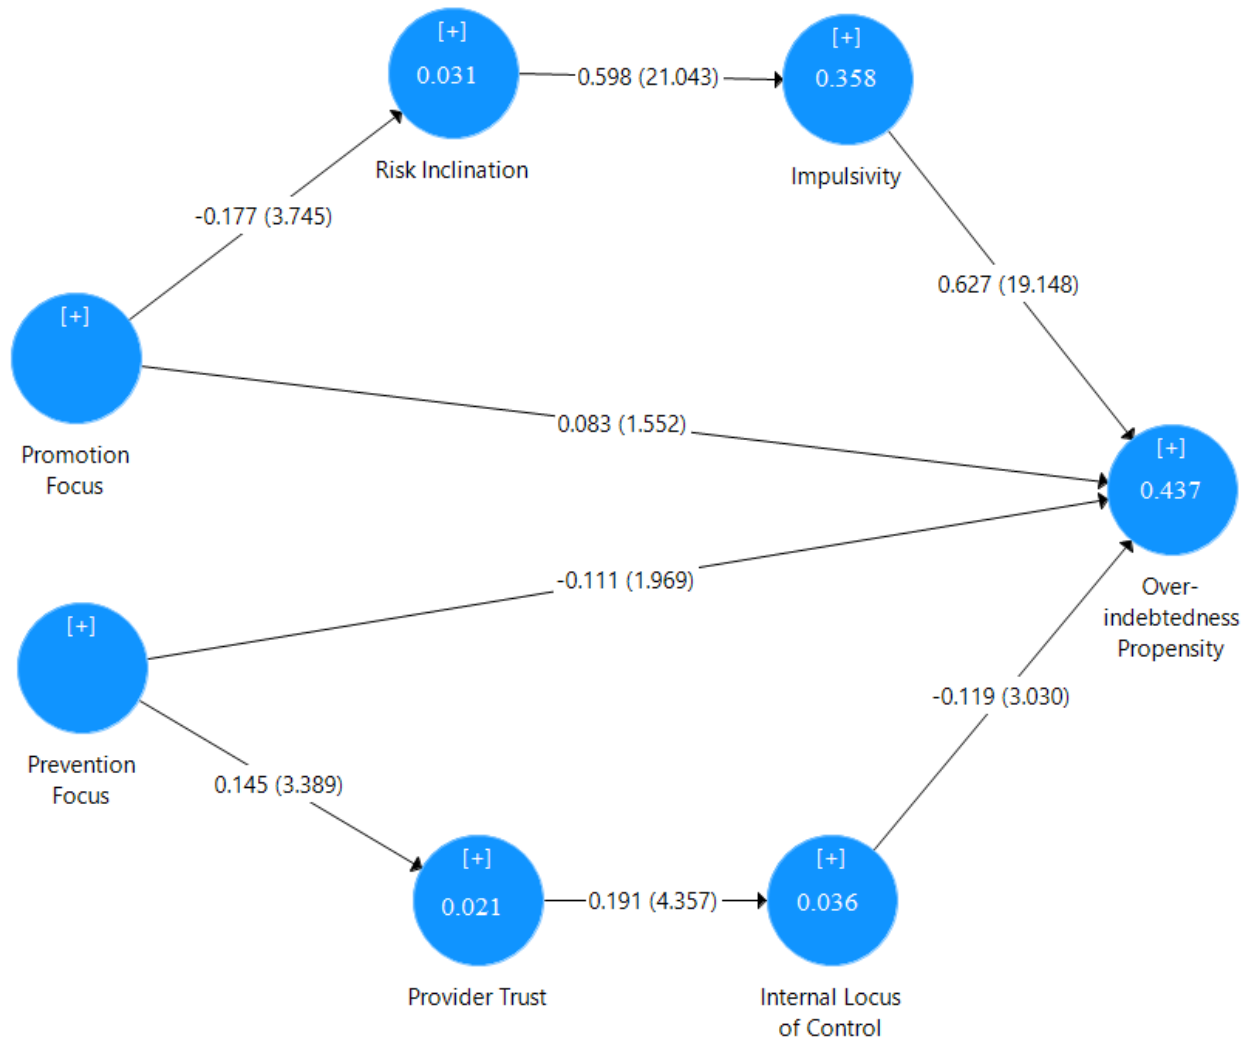 [+]
0.031
Risk Inclination
0.598 (21.043)
[+]
0.358
Impulsivity
-0.177 (3.745)
0.627 (19.148)
[+]
Promotion
Focus
0.083 (1.552)
[+]
0.437
Over-
indebtedness
Propensity
-0.111 (1.969)
[+]
Prevention
Focus
0.145 (3.389)
-0.119 (3.030)
[+]
0.021
Provider Trust
0.191 (4.357)
[+]
0.036
Internal Locus
of Control